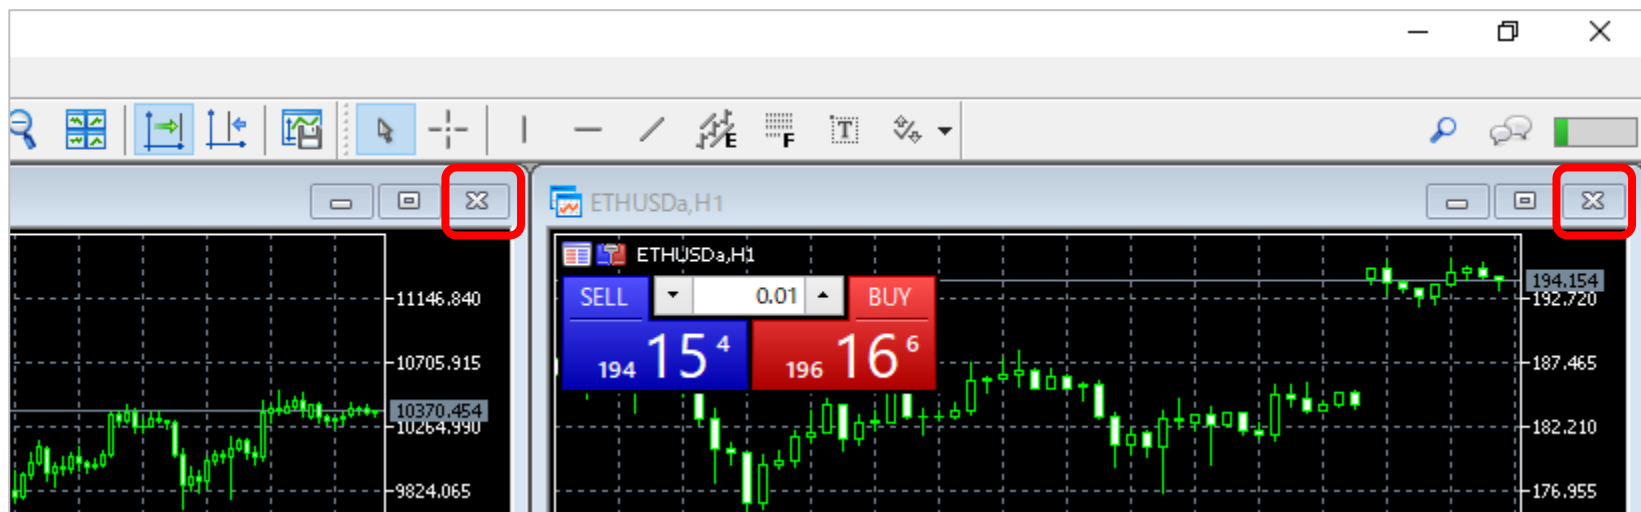 E
F
T
ETHUSDa,H1
11146.840
10705.915
10370.454
10264.990
9824.065
ETHUSDa,H1
SELL 0.01 BUY
194 15 4 196 16 6
194.154
192.720
187.465
182.210
176.955